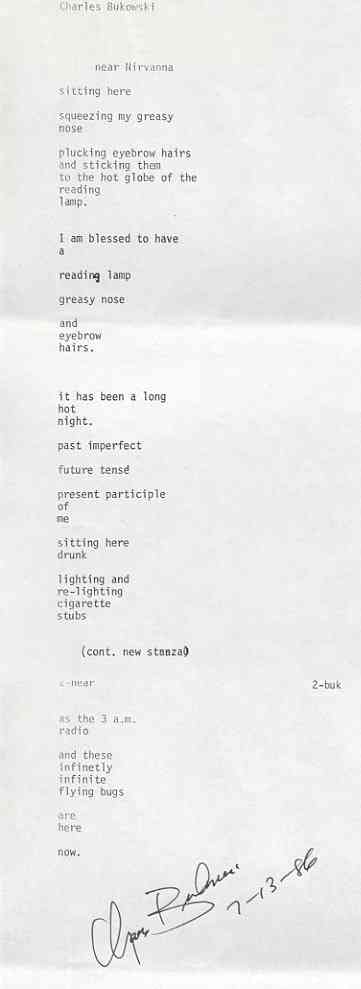 Charles Bukowski
near Nirvanna
sitting here
squeezing my greasy
nose
plucking eyebrow hairs
and sticking them
to the hot globe of the
reading
lamp.
I am blessed to have
a
reading lamp
greasy nose
and
eyebrow
hairs.
it has been a long
hot
night.
past imperfect
future tense
present participle
of
me
sitting here
drunk
lighting and
re-lighting
cigarette
stubs
(cont. new stanza)
2-near 2-buk
as the 3 a.m.
radio
and these
infinetly
infinite
flying bugs
are
here
now.
7-13-86